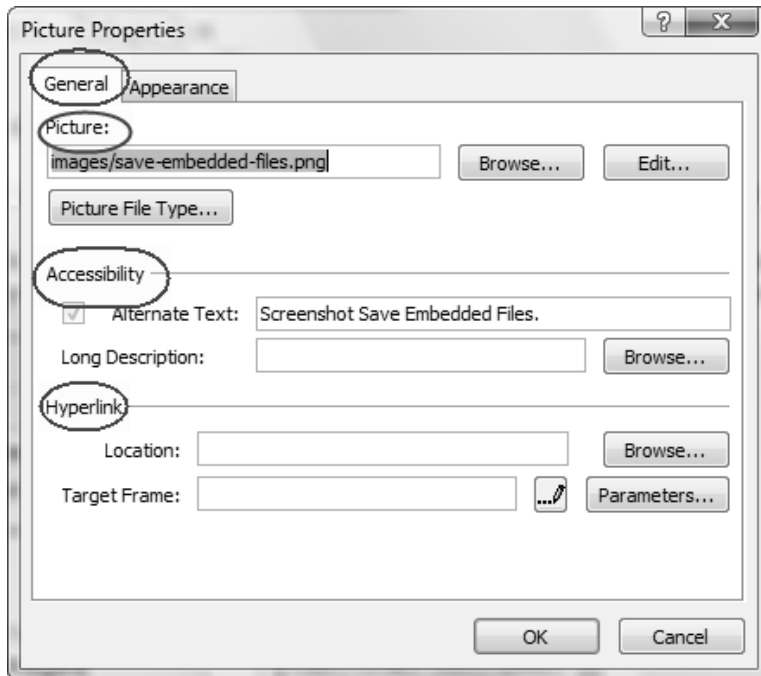 Picture Properties
General Appearance
Picture:
images/save-embedded-files.png Browse... Edit...
Picture File Type...
Accessibility
Alternate Text: Screenshot Save Embedded Files.
Long Description: Browse...
Hyperlink
Location: Browse...
Target Frame: ... Parameters...
OK Cancel